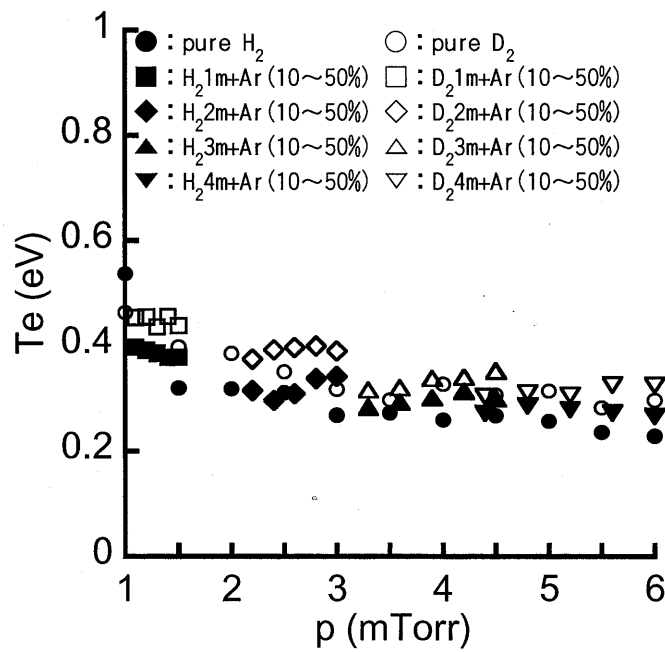 1
● : pure H2 ○ : pure D2
■ : H21m+Ar(10～50%) □ : D21m+Ar(10～50%)
0.8
◆ : H22m+Ar(10～50%) ◇ : D22m+Ar(10～50%)
▲ : H23m+Ar(10～50%) △ : D23m+Ar(10～50%)
▼ : H24m+Ar(10～50%) ▽ : D24m+Ar(10～50%)
0.6
Te (eV)
0.4
0.2
0
1 2 3 4 5 6
p (mTorr)